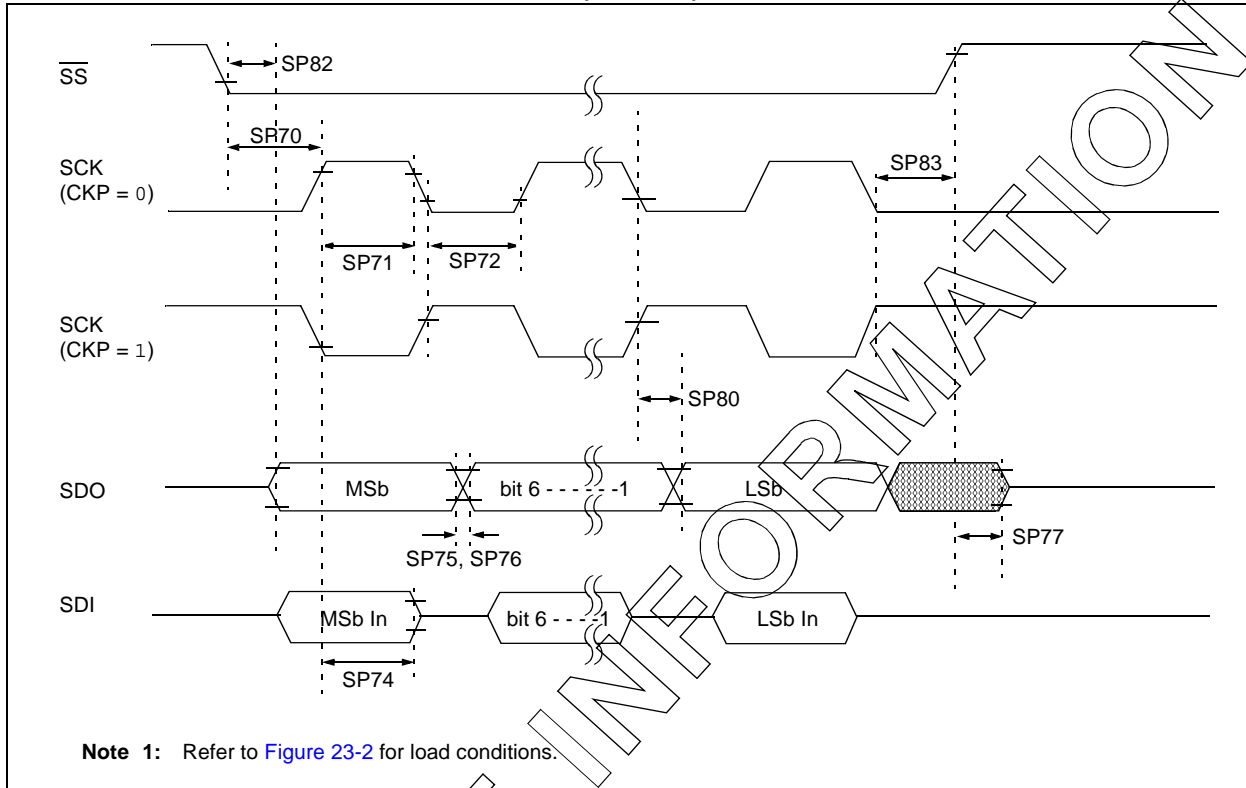 SS
SP82
SP70
SCK
(CKP = 0)
SP83
SP71
SP72
SCK
(CKP = 1)
SP80
SDO
MSb
bit 6 - - - - - -1
LSb
SP75, SP76
SP77
SDI
MSb In
bit 6 - - - -1
LSb In
SP74
Note 1: Refer to Figure 23-2 for load conditions.
INFORMATION